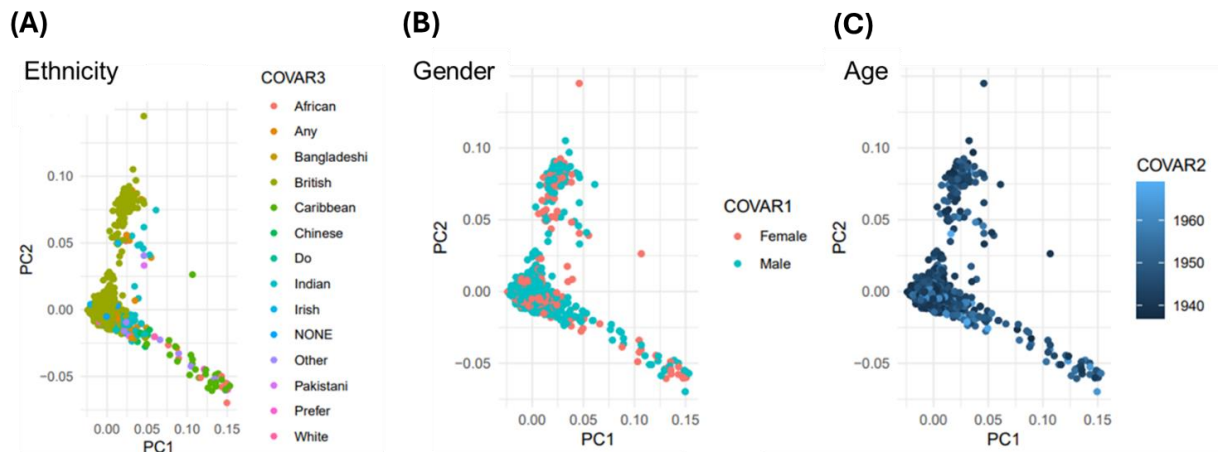 (A)
Ethnicity
PC2
0.10
0.05
0.00
−0.05
0.00 0.05 0.10 0.15
PC1
COVAR3
African
Any
Bangladeshi
British
Caribbean
Chinese
Do
Indian
Irish
NONE
Other
Pakistani
Prefer
White
(B)
Gender
PC2
0.10
0.05
0.00
−0.05
0.00 0.05 0.10 0.15
PC1
COVAR1
Female
Male
(C)
Age
PC2
0.10
0.05
0.00
−0.05
0.00 0.05 0.10 0.15
PC1
COVAR2
1960
1950
1940